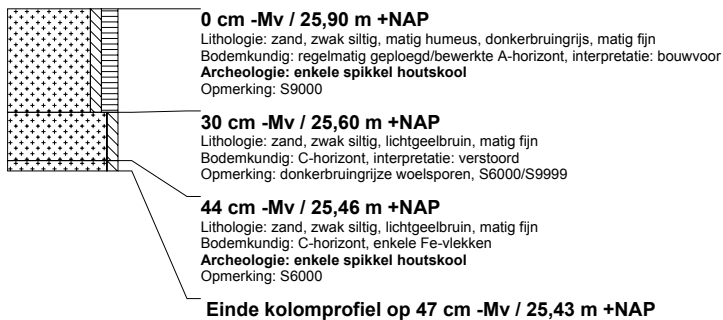 0 cm -Mv / 25,90 m +NAP
Lithologie: zand, zwak siltig, matig humeus, donkerbruingrijs, matig fijn
Bodemkundig: regelmatig geploegd/bewerkte A-horizont, interpretatie: bouwvoor
Archeologie: enkele spikkel houtskool
Opmerking: S9000
30 cm -Mv / 25,60 m +NAP
Lithologie: zand, zwak siltig, lichtgeelbruin, matig fijn
Bodemkundig: C-horizont, interpretatie: verstoord
Opmerking: donkerbruingrijze woelsporen, S6000/S9999
44 cm -Mv / 25,46 m +NAP
Lithologie: zand, zwak siltig, lichtgeelbruin, matig fijn
Bodemkundig: C-horizont, enkele Fe-vlekken
Archeologie: enkele spikkel houtskool
Opmerking: S6000
Einde kolomprofiel op 47 cm -Mv / 25,43 m +NAP